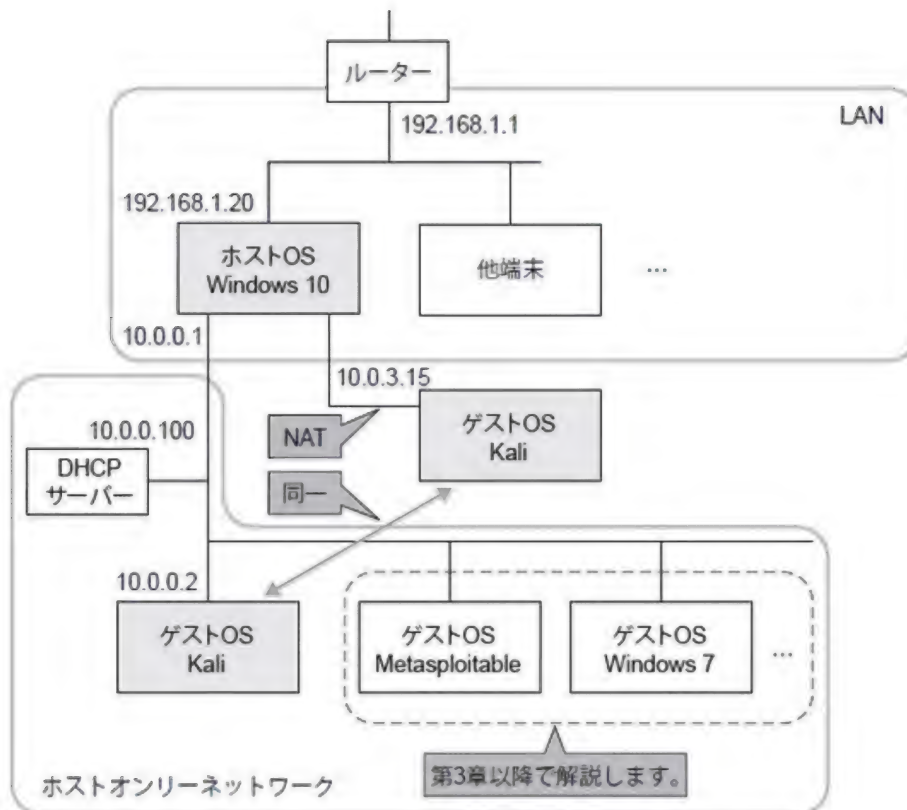 ルーター
192.168.1.1
LAN
192.168.1.20
ホストOS
Windows 10
他端末
...
10.0.0.1
10.0.3.15
10.0.0.100
NAT
ゲストOS
Kali
DHCP
サーバー
同一
10.0.0.2
ゲストOS
Kali
ゲストOS
Metasploitable
ゲストOS
Windows 7
...
第3章以降で解説します。
ホストオンリーネットワーク